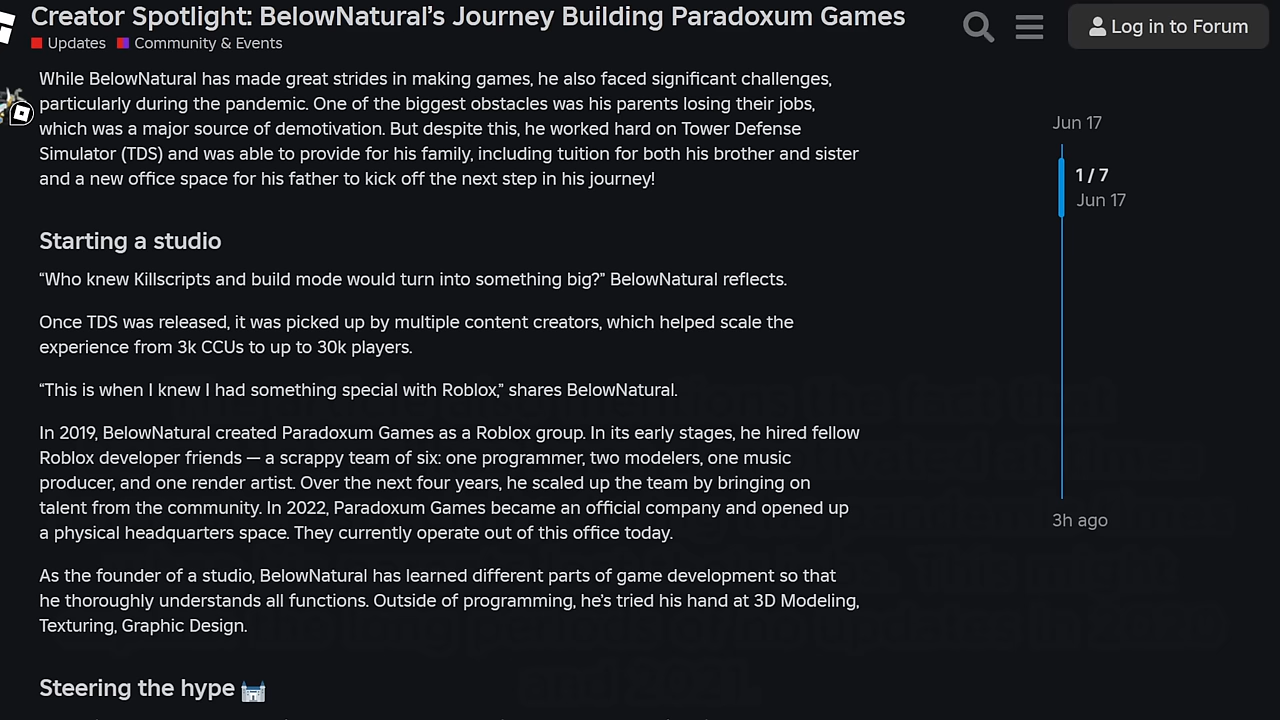 Creator Spotlight: BelowNatural’s Journey Building Paradoxum Games
Updates Community & Events
Log in to Forum
While BelowNatural has made great strides in making games, he also faced significant challenges,
particularly during the pandemic. One of the biggest obstacles was his parents losing their jobs,
which was a major source of demotivation. But despite this, he worked hard on Tower Defense
Simulator (TDS) and was able to provide for his family, including tuition for both his brother and sister
and a new office space for his father to kick off the next step in his journey!
Starting a studio
“Who knew Killscripts and build mode would turn into something big?” BelowNatural reflects.
Once TDS was released, it was picked up by multiple content creators, which helped scale the
experience from 3k CCUs to up to 30k players.
“This is when I knew I had something special with Roblox,” shares BelowNatural.
In 2019, BelowNatural created Paradoxum Games as a Roblox group. In its early stages, he hired fellow
Roblox developer friends — a scrappy team of six: one programmer, two modelers, one music
producer, and one render artist. Over the next four years, he scaled up the team by bringing on
talent from the community. In 2022, Paradoxum Games became an official company and opened up
a physical headquarters space. They currently operate out of this office today.
As the founder of a studio, BelowNatural has learned different parts of game development so that
he thoroughly understands all functions. Outside of programming, he’s tried his hand at 3D Modeling,
Texturing, Graphic Design.
Steering the hype
Jun 17
1 / 7
Jun 17
3h ago